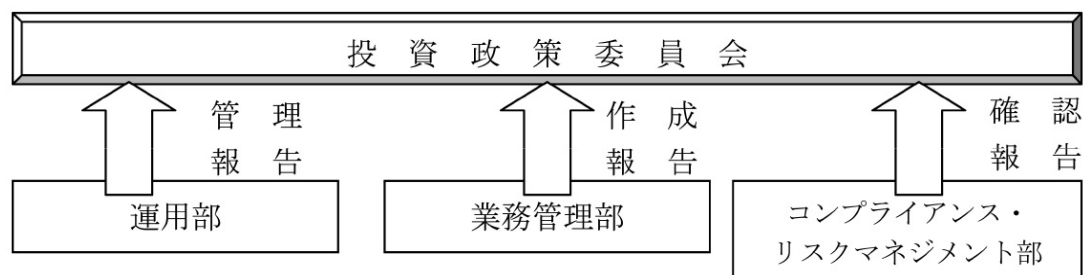 投資政策委員会
管理
報告
作成
報告
確認
報告
運用部
業務管理部
コンプライアンス・
リスクマネジメント部